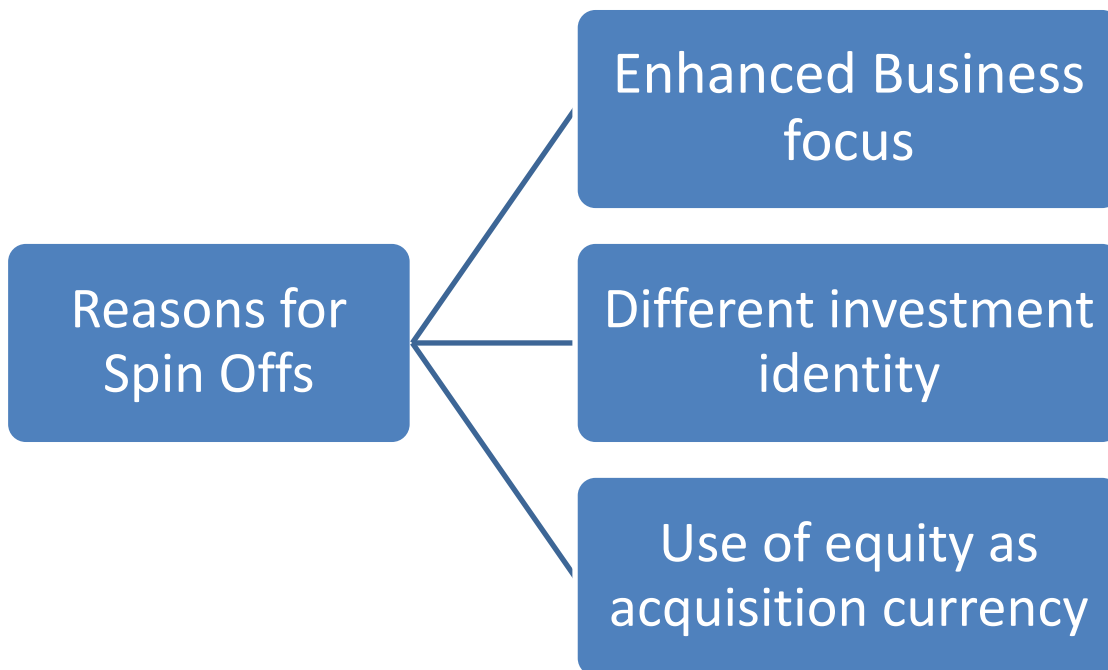 Reasons for
Spin Offs
Enhanced Business
focus
Different investment
identity
Use of equity as
acquisition currency